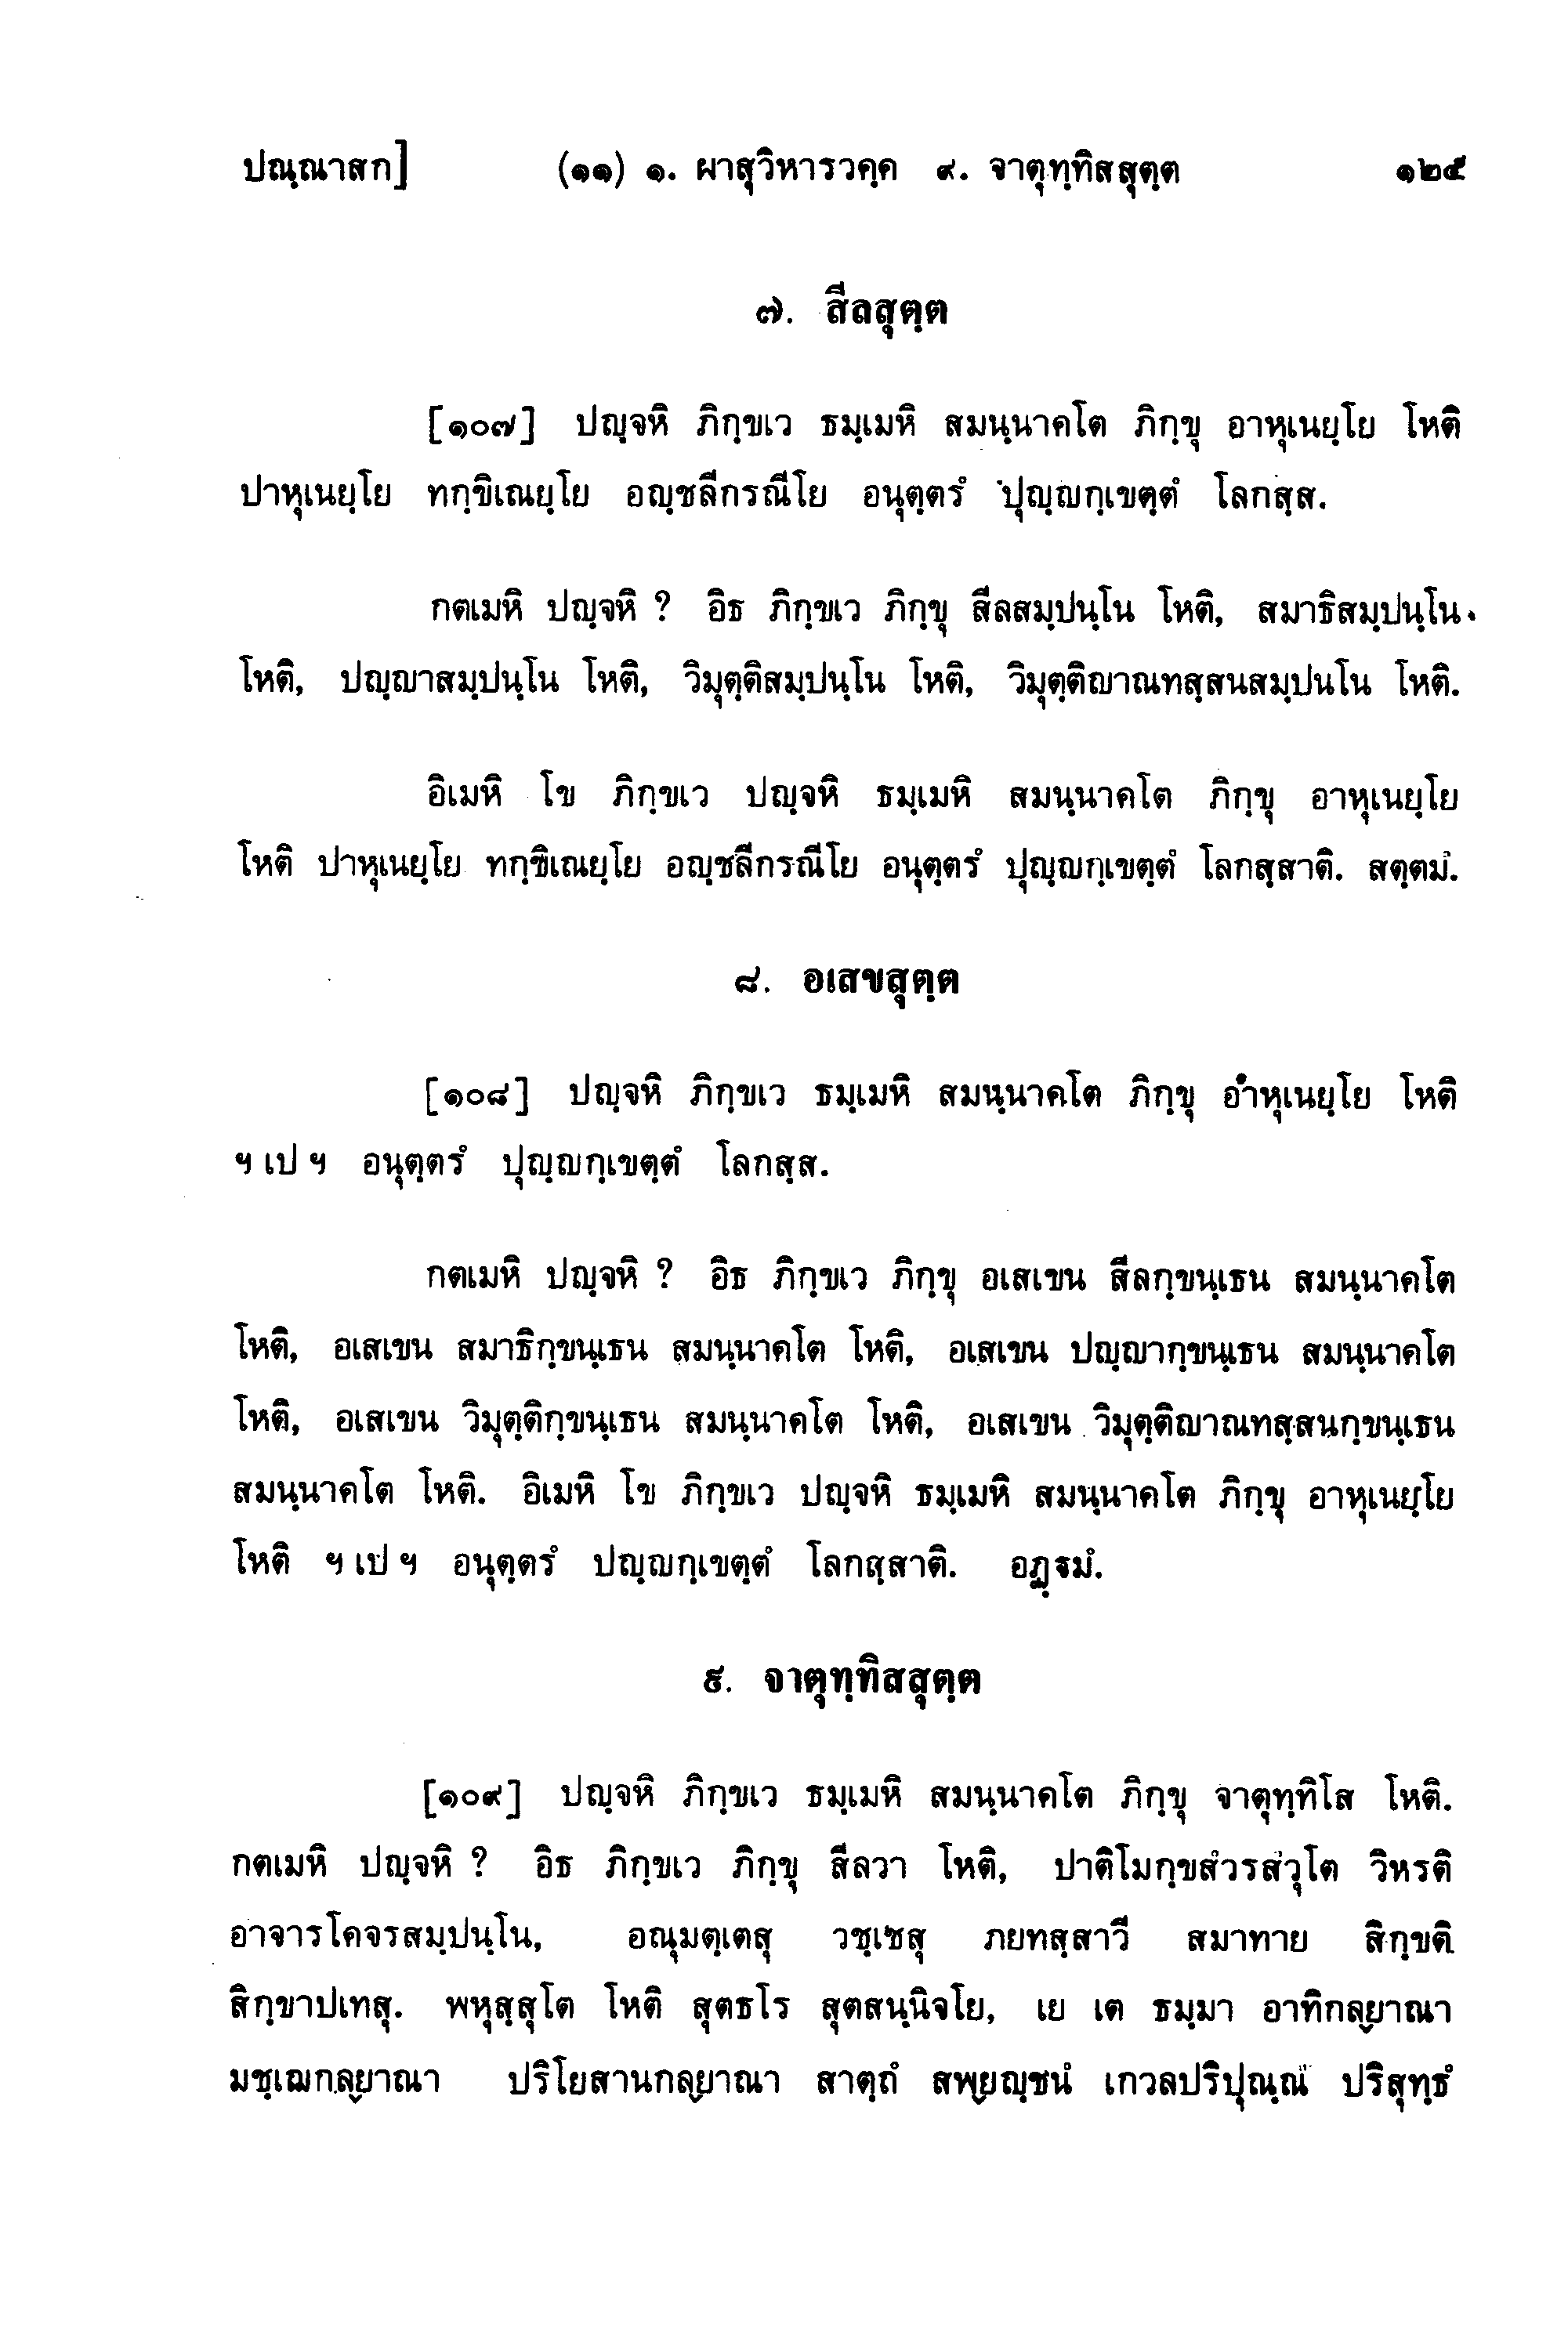 ปณฺณาสก]	(๑๑) ๑. ผาสุวิหารวคฺค ๙. จาตุทฺทิสสุตฺต	๑๒๕
๗. สีลสุตฺต
[๑๐๗] ปญฺจหิ ภิกฺขเว ธมฺเมหิ สมนฺนาคโต ภิกฺขุ อาหุเนยฺโย โหติ
ปาหุเนยฺโย ทกฺขิเณยฺโย อญฺชลีกรณีโย อนุตฺตรํ ปุญฺญกฺเขตฺตํ โลกสฺส.
กตเมหิ ปญฺจหิ ? อิธ ภิกฺขเว ภิกฺขุ สีลสมฺปนฺโน โหติ, สมาธิสมฺปนฺโน
โหติ, ปญฺญาสมฺปนฺโน โหติ, วิมุตฺติสมฺปนฺโน โหติ, วิมุตฺติญาณทสฺสนสมฺปนโน โหติ.
อิเมหิ โข ภิกฺขเว ปญฺจหิ ธมฺเมหิ สมนฺนาคโต ภิกฺขุ อาหุเนยฺโย
โหติ ปาหุเนยฺโย ทกฺขิเณยฺโย อญฺชลีกรณีโย อนุตฺตรํ ปุญฺญกฺเขตฺตํ โลกสฺสาติ. สตฺตมํ.
๘. อเสขสุตฺต
[๑๐๘] ปญฺจหิ ภิกฺขเว ธมฺเมหิ สมนฺนาคโต ภิกฺขุ อาหุเนยฺโย โหติ
ฯ เป ฯ อนุตฺตรํ ปุญฺญกฺเขตฺตํ โลกสฺส.
กตเมหิ ปญฺจหิ ? อิธ ภิกฺขเว ภิกฺขุ อเสเขน สีลกฺขนฺเธน สมนฺนาคโต
โหติ, อเสเขน สมาธิกฺขนฺเธน สมนฺนาคโต โหติ, อเสเขน ปญฺญากฺขนฺเธน สมนฺนาคโต
โหติ, อเสเขน วิมุตฺติกฺขนฺเธน สมนฺนาคโต โหติ, อเสเขน วิมุตฺติญาณทสฺสนกฺขนฺเธน
สมนฺนาคโต โหติ. อิเมหิ โข ภิกฺขเว ปญฺจหิ ธมฺเมหิ สมนฺนาคโต ภิกฺขุ อาหุเนยฺโย
โหติ ฯ เป ฯ อนุตฺตรํ ปญฺญกฺเขตฺตํ โลกสฺสาติ. อฏฺฐมํ.
๙. จาตุทฺทิสสุตฺต
[๑๐๙] ปญฺจหิ ภิกฺขเว ธมฺเมหิ สมนฺนาคโต ภิกฺขุ จาตุทฺทิโส โหติ.
กตเมหิ ปญฺจหิ ? อิธ ภิกฺขเว ภิกฺขุ สีลวา โหติ, ปาติโมกฺขสํวรสํวุโต วิหรติ
อาจารโคจรสมฺปนฺโน, อณุมตฺเตสุ วชฺเชสุ ภยทสฺสาวี สมาทาย สิกฺขติ
สิกฺขาปเทสุ. พหุสฺสุโต โหติ สุตธโร สุตสนฺนิจโย, เย เต ธมฺมา อาทิกลฺยาณา
มชฺเฌกลฺยาณา ปริโยสานกลฺยาณา สาตฺถํ สพฺยญฺชนํ เกวลปริปุณฺณํ ปริสุทฺธํ